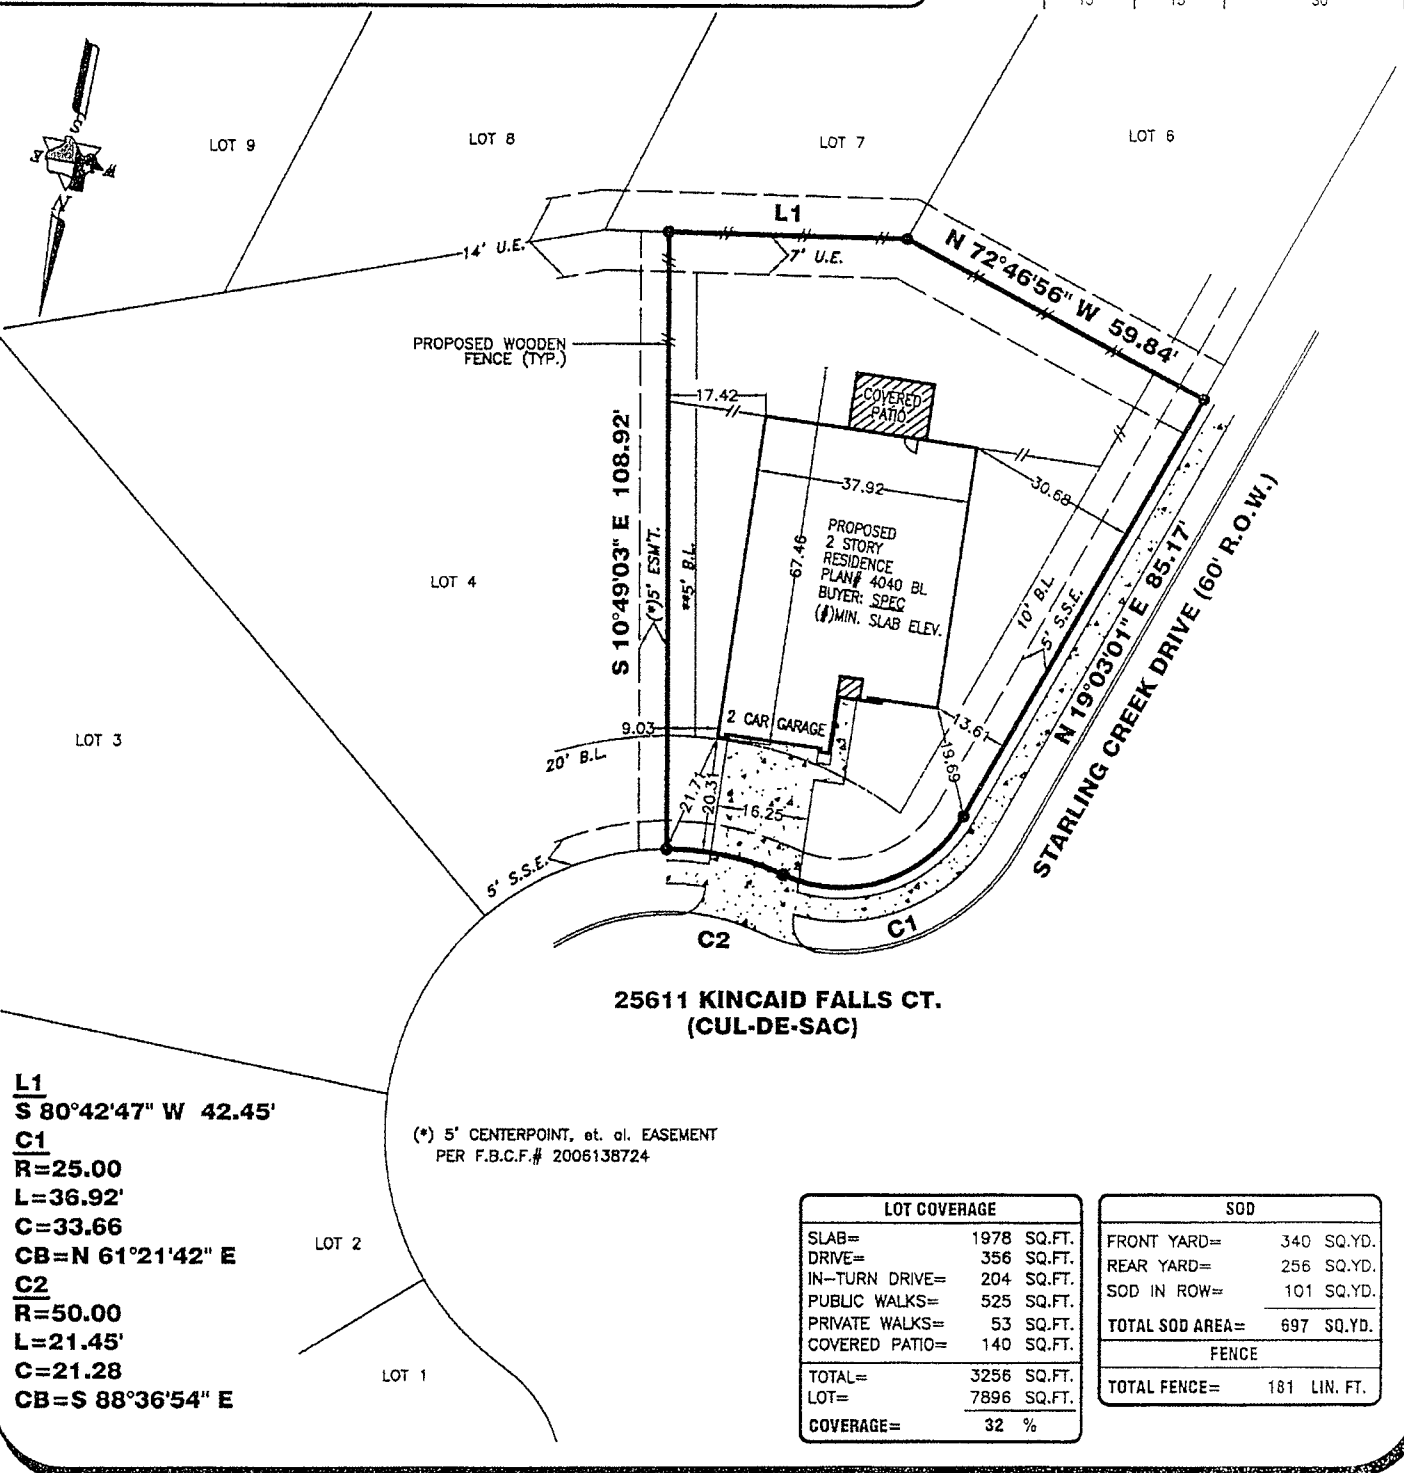 15 15 30
S
N
LOT 9
LOT 8
LOT 7
LOT 6
L1
14' U.E.
7' U.E.
N 72°46'56" W 59.84'
PROPOSED WOODEN
FENCE (TYP.)
17.42
COVERED
PATIO
S 10°49'03" E 108.92'
37.92
30.68
67.46
PROPOSED
2 STORY
RESIDENCE
PLAN# 4040 BL
BUYER: SPEC
(#)MIN. SLAB ELEV.
(*)5' ESM'T.
**5' B.L.
10' B.L.
5' S.S.E.
LOT 4
N 19°03'01" E 85.17'
STARLING CREEK DRIVE (60' R.O.W.)
LOT 3
9.03
2 CAR GARAGE
13.61
19.69
20' B.L.
21.71
20.31
16.25
5' S.S.E.
C2
C1
25611 KINCAID FALLS CT.
(CUL-DE-SAC)
L1
S 80°42'47" W 42.45'
C1
R=25.00
L=36.92'
C=33.66
CB=N 61°21'42" E
C2
R=50.00
L=21.45'
C=21.28
CB=S 88°36'54" E
(*) 5' CENTERPOINT, et. al. EASEMENT
PER F.B.C.F.# 2006138724
LOT 2
LOT 1
LOT COVERAGE
SLAB= 1978 SQ.FT.
DRIVE= 356 SQ.FT.
IN-TURN DRIVE= 204 SQ.FT.
PUBLIC WALKS= 525 SQ.FT.
PRIVATE WALKS= 53 SQ.FT.
COVERED PATIO= 140 SQ.FT.
TOTAL= 3256 SQ.FT.
LOT= 7896 SQ.FT.
COVERAGE= 32 %
SOD
FRONT YARD= 340 SQ.YD.
REAR YARD= 256 SQ.YD.
SOD IN ROW= 101 SQ.YD.
TOTAL SOD AREA= 697 SQ.YD.
FENCE
TOTAL FENCE= 181 LIN. FT.